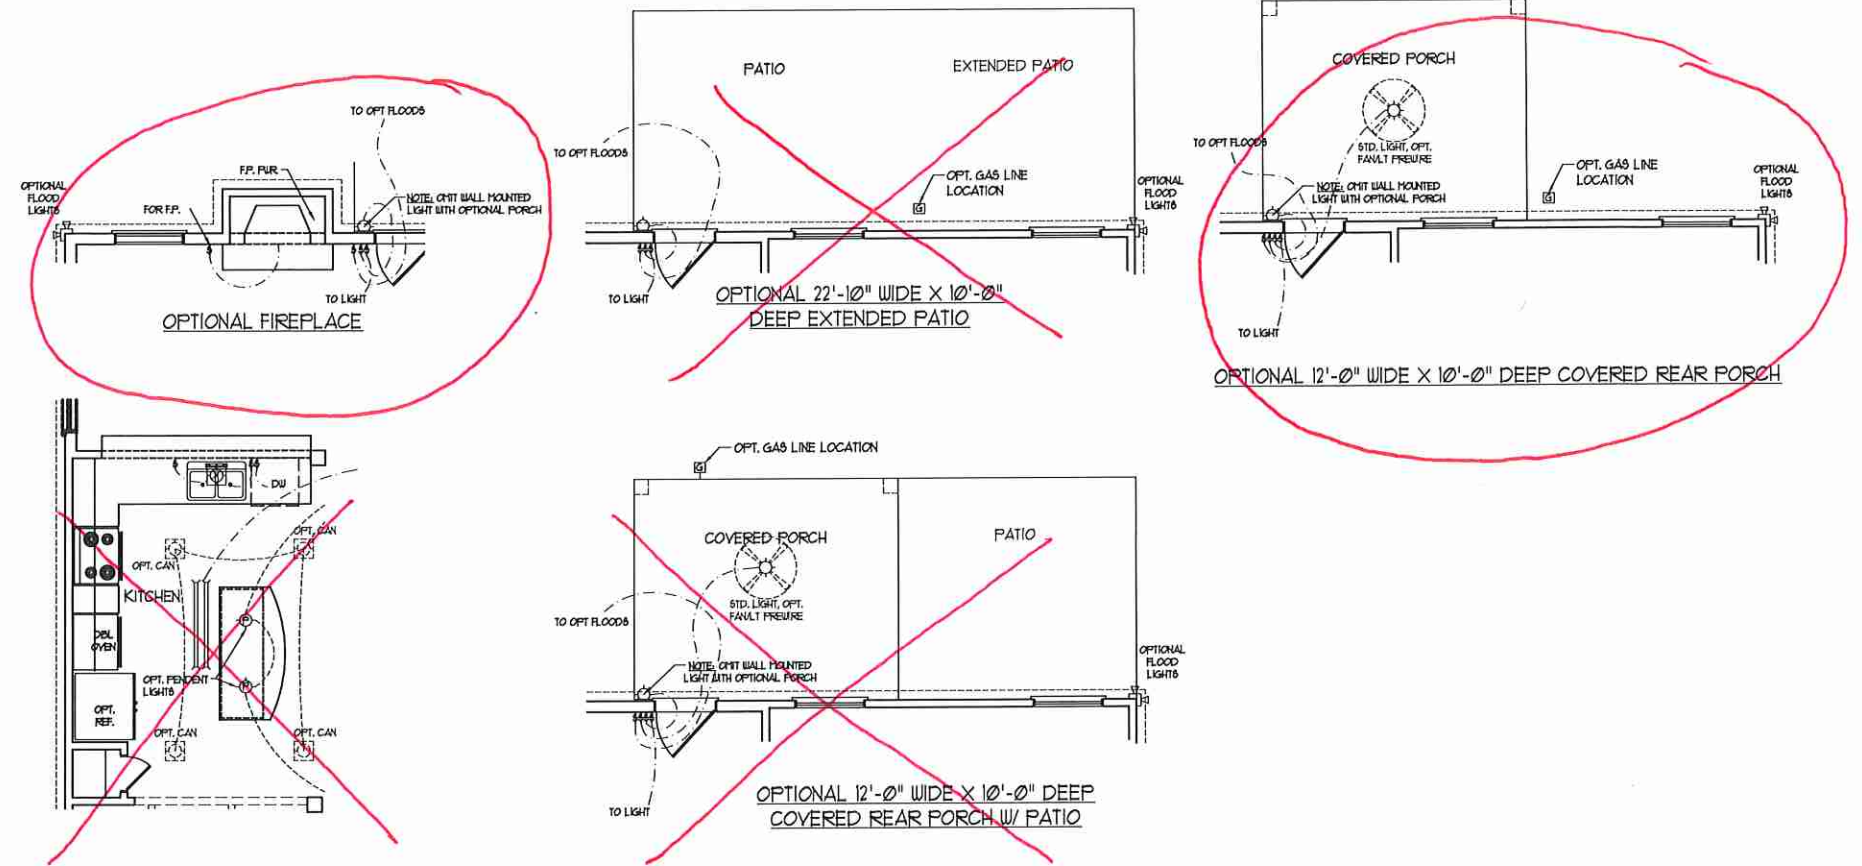 TO OPT FLOODS
F.P. PWR.
OPTIONAL
FLOOD
LIGHTS
FOR F.P.
NOTE: OMIT WALL MOUNTED
LIGHT WITH OPTIONAL PORCH
TO LIGHT
OPTIONAL FIREPLACE
PATIO
EXTENDED PATIO
TO OPT FLOODS
OPT. GAS LINE
LOCATION
G
OPTIONAL
FLOOD
LIGHTS
TO LIGHT
OPTIONAL 22'-10" WIDE X 10'-0"
DEEP EXTENDED PATIO
COVERED PORCH
TO OPT FLOODS
STD. LIGHT, OPT.
FAN/LT PREWIRE
OPT. GAS LINE
LOCATION
G
OPTIONAL
FLOOD
LIGHTS
NOTE: OMIT WALL MOUNTED
LIGHT WITH OPTIONAL PORCH
TO LIGHT
OPTIONAL 12'-0" WIDE X 10'-0" DEEP COVERED REAR PORCH
DW
OPT. CAN
OPT. CAN
KITCHEN
DBL
OVEN
P
OPT. PENDENT
LIGHTS
P
OPT.
REF.
OPT. CAN
OPT. CAN
OPT. GAS LINE LOCATION
G
COVERED PORCH
PATIO
STD. LIGHT, OPT.
FAN/LT PREWIRE
TO OPT FLOODS
NOTE: OMIT WALL MOUNTED
LIGHT WITH OPTIONAL PORCH
OPTIONAL
FLOOD
LIGHTS
TO LIGHT
OPTIONAL 12'-0" WIDE X 10'-0" DEEP
COVERED REAR PORCH W/ PATIO